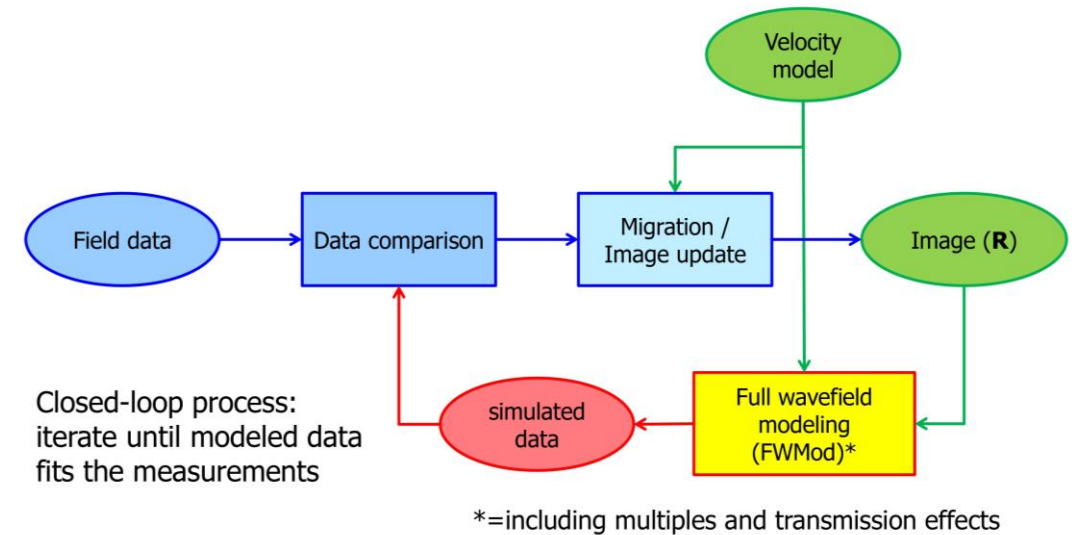 Velocity
model
Field data
Data comparison
Migration /
Image update
Image (R)
Closed-loop process:
iterate until modeled data
fits the measurements
simulated
data
Full wavefield
modeling
(FWMod)*
*=including multiples and transmission effects